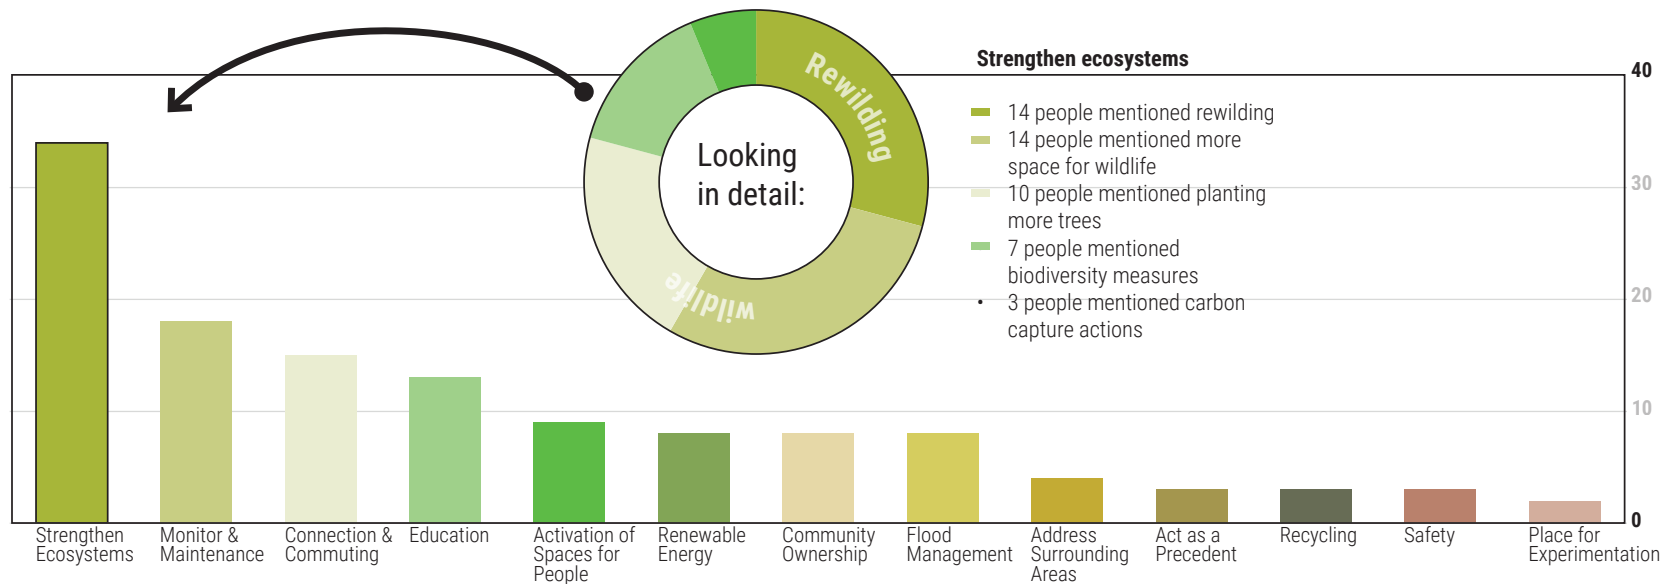 Rewilding
wildlife
Looking
in detail:
Strengthen ecosystems
14 people mentioned rewilding
14 people mentioned more
space for wildlife
10 people mentioned planting
more trees
7 people mentioned
biodiversity measures
• 3 people mentioned carbon
capture actions
40
30
20
10
0
Strengthen
Ecosystems
Monitor &
Maintenance
Connection &
Commuting
Education
Activation of
Spaces for
People
Renewable
Energy
Community
Ownership
Flood
Management
Address
Surrounding
Areas
Act as a
Precedent
Recycling
Safety
Place for
Experimentation